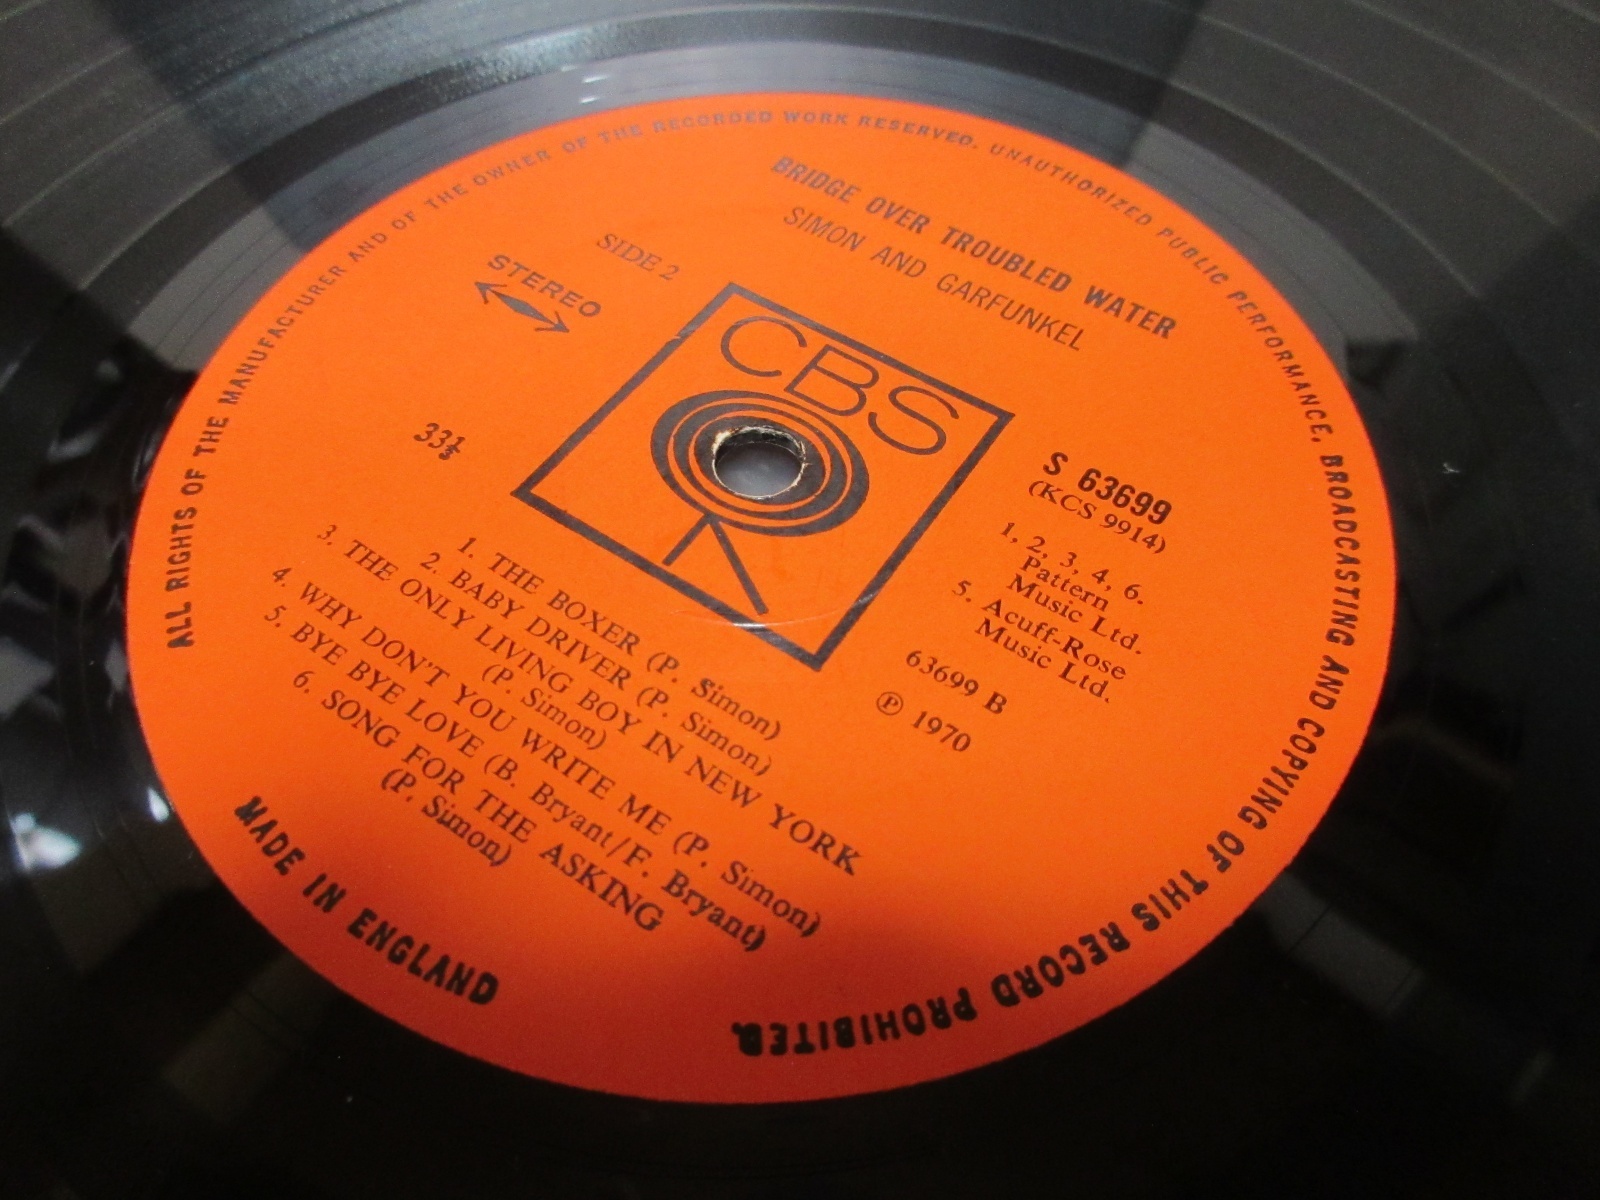 ALL RIGHTS OF THE MANUFACTURER AND OF THE OWNER OF THE RECORDED WORK RESERVED. UNAUTHORIZED PUBLIC PERFORMANCE, BROADCASTING AND COPYING OF THIS RECORD PROHIBITED.
BRIDGE OVER TROUBLED WATER
SIMON AND GARFUNKEL
SIDE 2
STEREO
CBS
33⅓
S 63699
(KCS 9914)
1, 2, 3, 4, 6.
Pattern
Music Ltd.
5. Acuff-Rose
Music Ltd.
63699 B
℗ 1970
1. THE BOXER (P. Simon)
2. BABY DRIVER (P. Simon)
3. THE ONLY LIVING BOY IN NEW YORK
(P. Simon)
4. WHY DON'T YOU WRITE ME (P. Simon)
5. BYE BYE LOVE (B. Bryant/F. Bryant)
6. SONG FOR THE ASKING
(P. Simon)
MADE IN ENGLAND